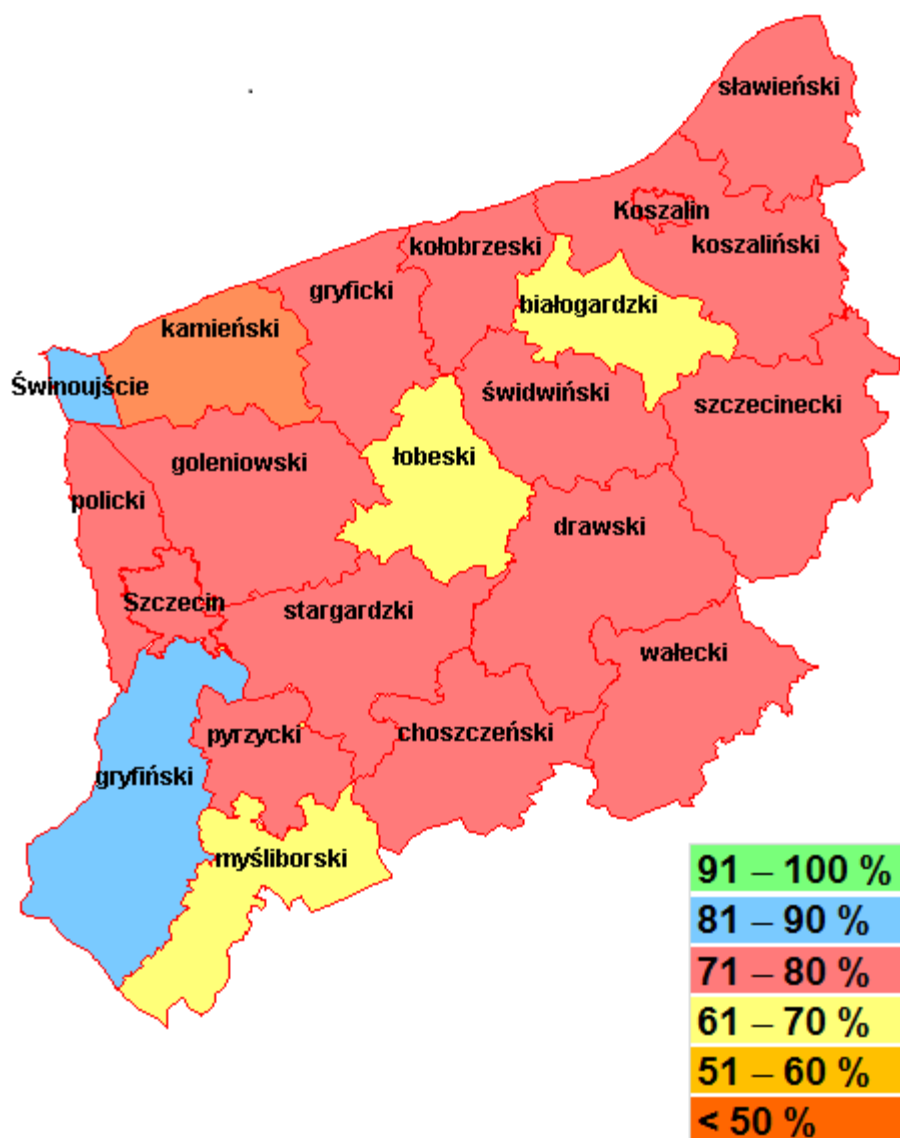 sławieński
Koszalin
koszaliński
kołobrzeski
gryficki
białogardzki
kamieński
Świnoujście
świdwiński
szczecinecki
łobeski
goleniowski
policki
drawski
Szczecin
stargardzki
wałecki
choszczeński
pyrzycki
gryfiński
myśliborski
91 – 100 %
81 – 90 %
71 – 80 %
61 – 70 %
51 – 60 %
< 50 %